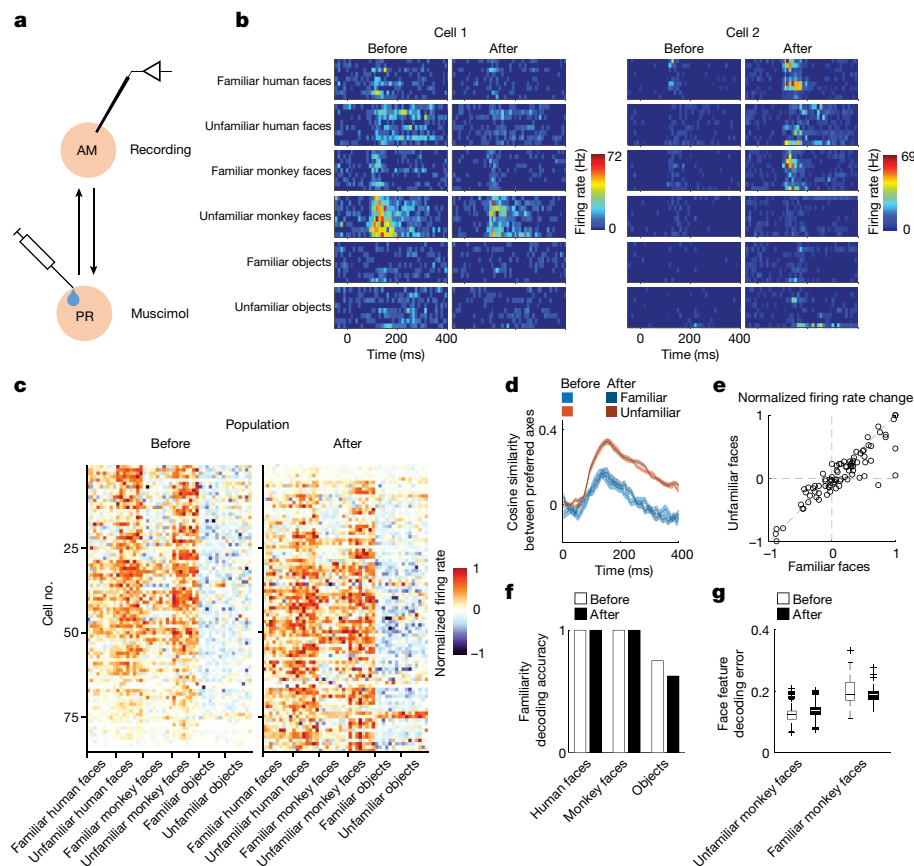 a
AM
Recording
PR
Muscimol
b
Cell 1
Cell 2
Before
After
Before
After
Familiar human faces
Unfamiliar human faces
Familiar monkey faces
Unfamiliar monkey faces
Familiar objects
Unfamiliar objects
Firing rate (Hz)
72
0
Firing rate (Hz)
69
0
0
200
400
0
200
400
Time (ms)
Time (ms)
c
Population
Before
After
Cell no.
25
50
75
Normalized firing rate
1
0
−1
Familiar human faces
Unfamiliar human faces
Familiar monkey faces
Unfamiliar monkey faces
Familiar objects
Unfamiliar objects
Familiar human faces
Unfamiliar human faces
Familiar monkey faces
Unfamiliar monkey faces
Familiar objects
Unfamiliar objects
d
Before After
Familiar
Unfamiliar
Cosine similarity
between preferred axes
0.4
0
0
200
400
Time (ms)
e
Normalized firing rate change
Unfamiliar faces
1
0
−1
−1
0
1
Familiar faces
f
Before
After
Familiarity
decoding accuracy
1
0
Human faces
Monkey faces
Objects
g
Before
After
Face feature
decoding error
0.4
0.2
0
Unfamiliar monkey faces
Familiar monkey faces